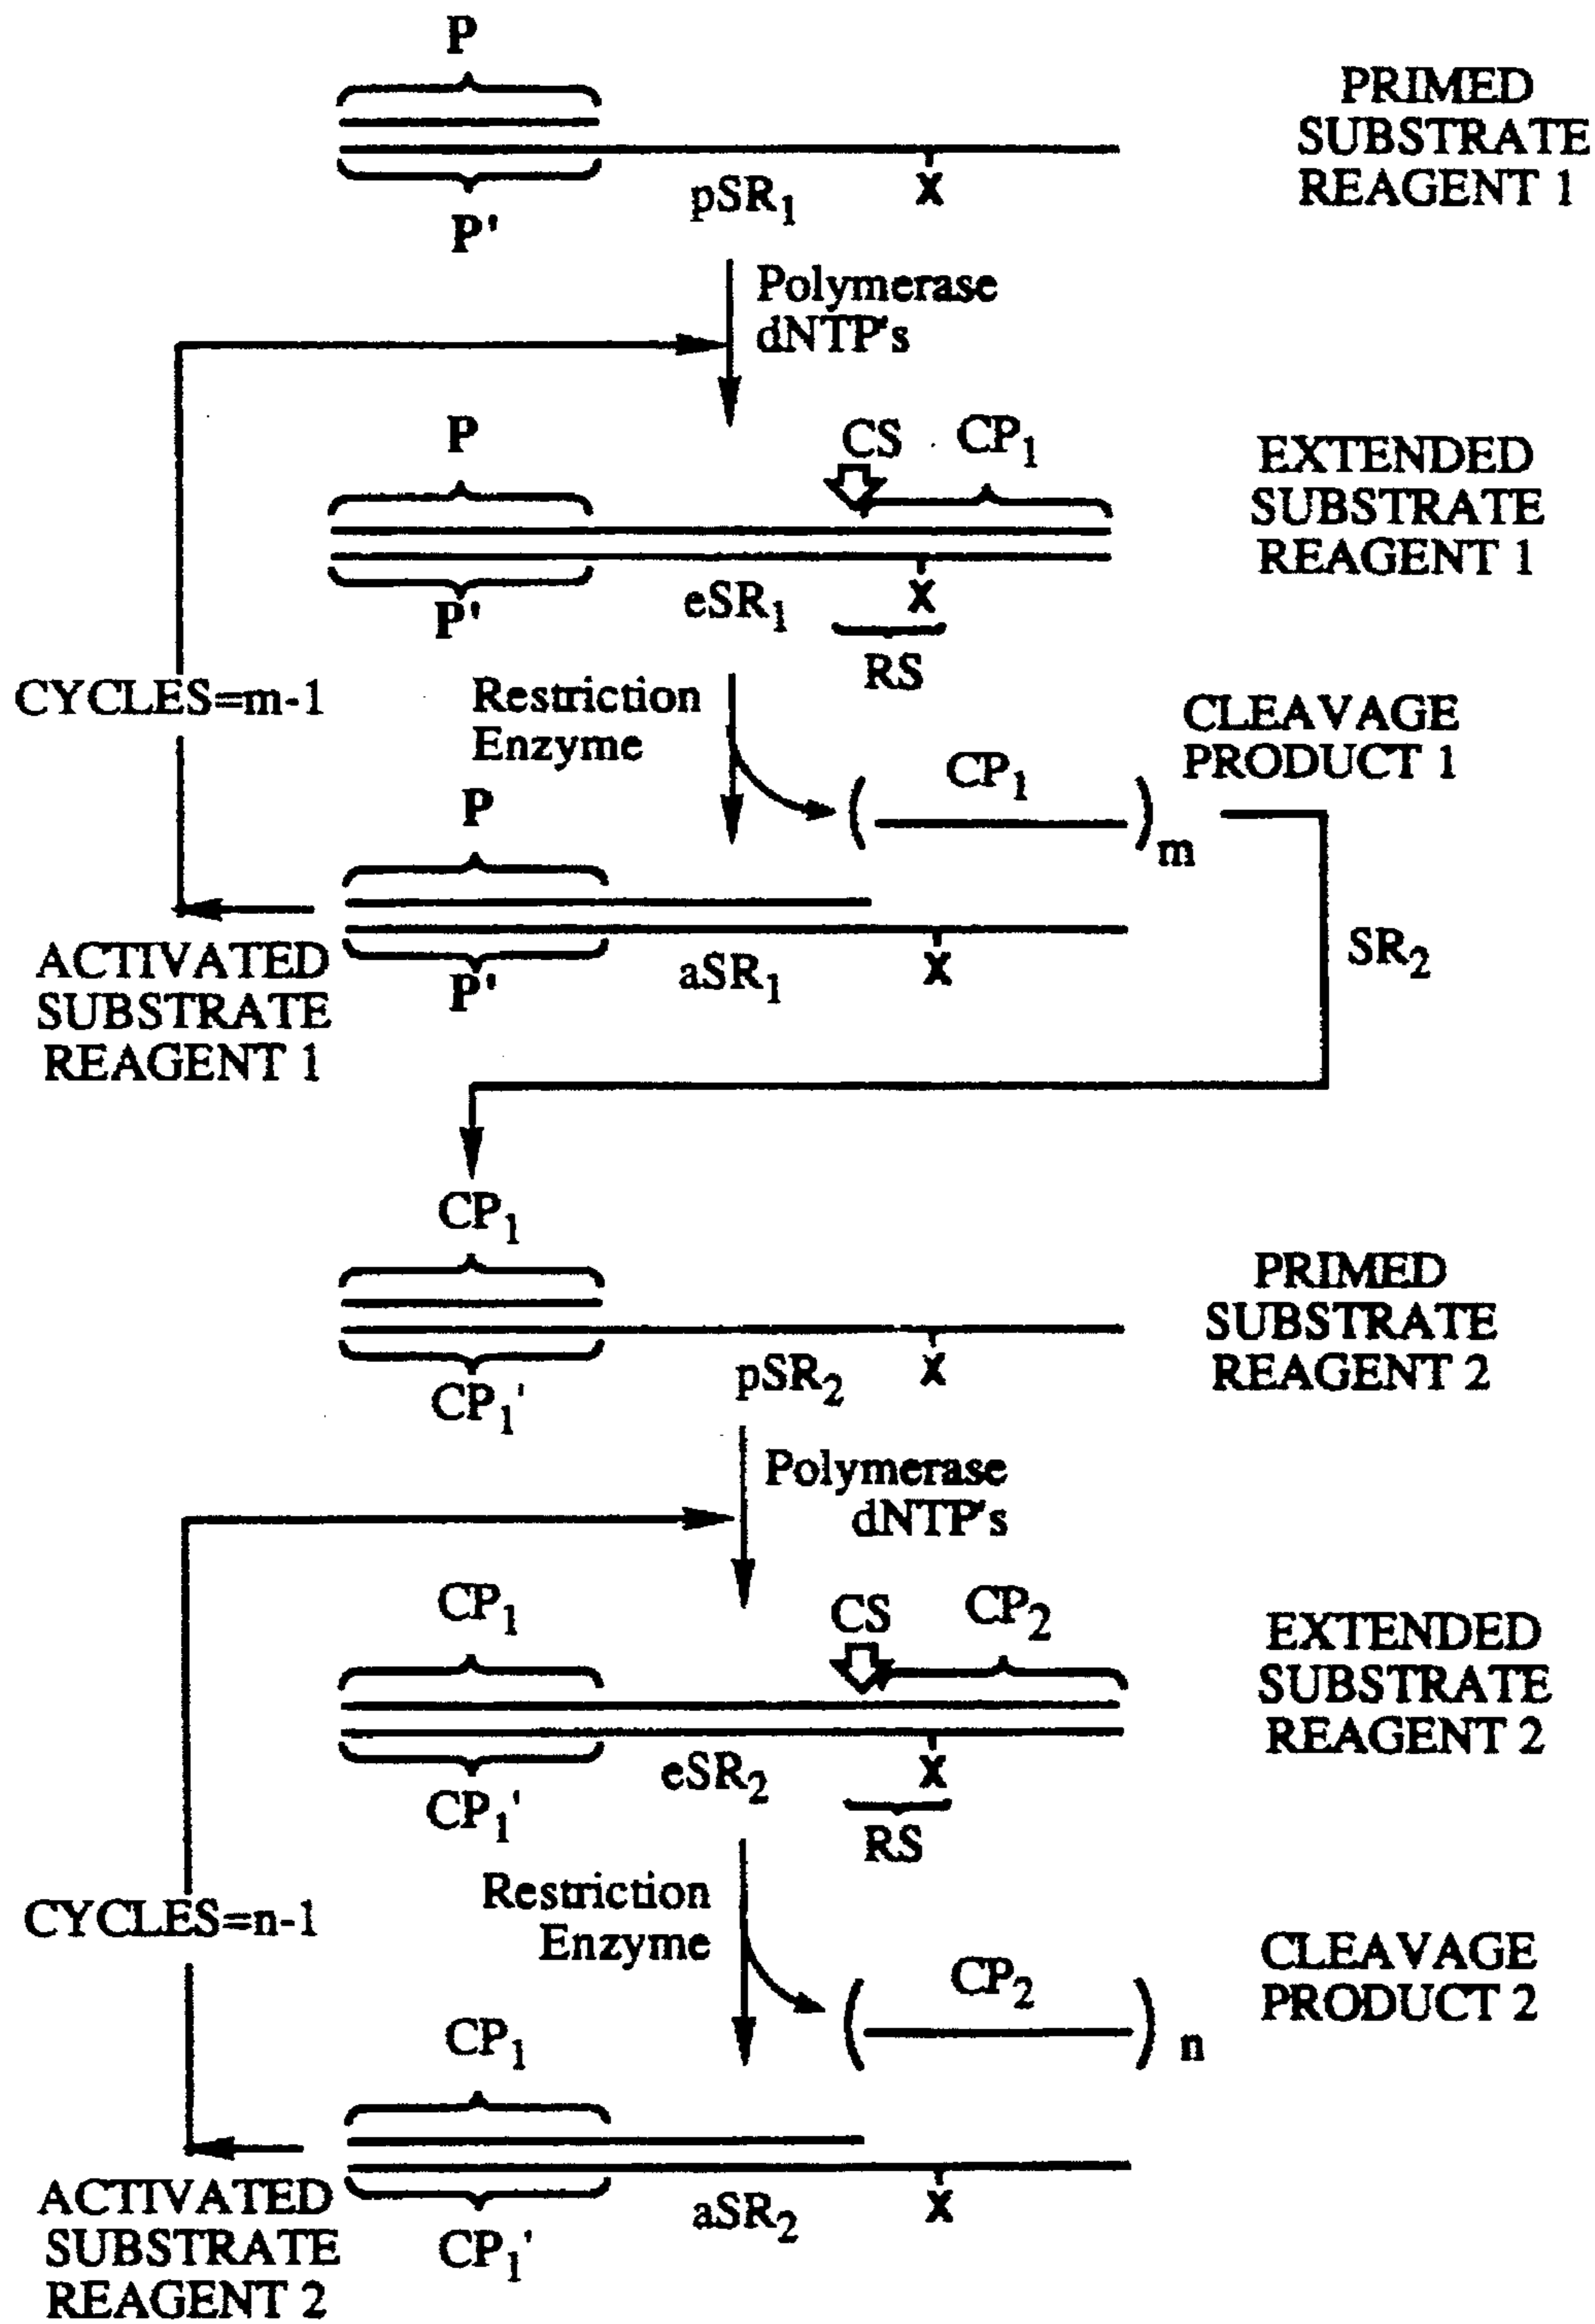 P
PRIMED
SUBSTRATE
REAGENT 1
P'
pSR1
X
Polymerase
dNTP's
P
CS
CP1
EXTENDED
SUBSTRATE
REAGENT 1
P'
eSR1
X
RS
CYCLES=m-1
Restriction
Enzyme
CLEAVAGE
PRODUCT 1
( CP1 )m
P
ACTIVATED
SUBSTRATE
REAGENT 1
P'
aSR1
X
SR2
CP1
PRIMED
SUBSTRATE
REAGENT 2
CP1'
pSR2
X
Polymerase
dNTP's
CP1
CS
CP2
EXTENDED
SUBSTRATE
REAGENT 2
CP1'
eSR2
X
RS
CYCLES=n-1
Restriction
Enzyme
CLEAVAGE
PRODUCT 2
( CP2 )n
CP1
ACTIVATED
SUBSTRATE
REAGENT 2
CP1'
aSR2
X